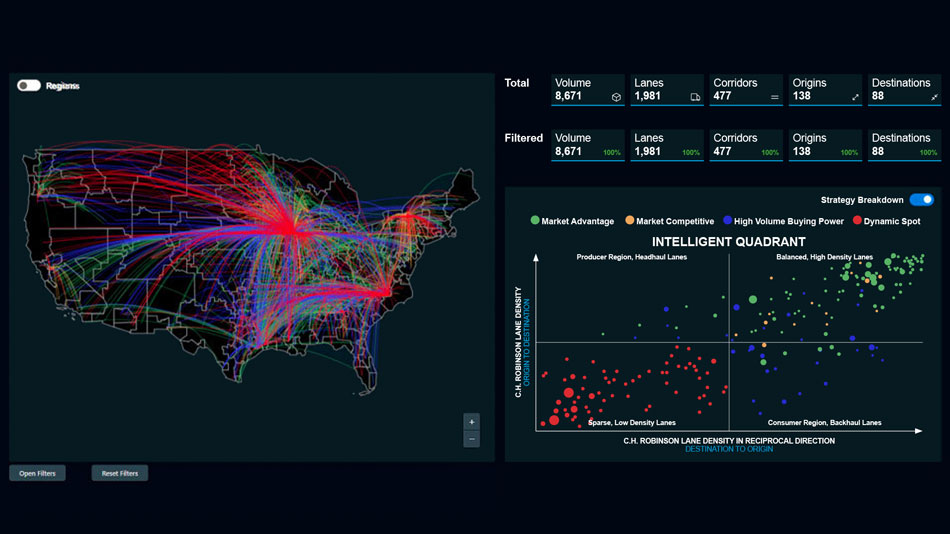 Regions
Total
Volume
8,671
Lanes
1,981
Corridors
477
Origins
138
Destinations
88
Filtered
Volume
8,671
100%
Lanes
1,981
100%
Corridors
477
100%
Origins
138
100%
Destinations
88
100%
Strategy Breakdown
Market Advantage
Market Competitive
High Volume Buying Power
Dynamic Spot
INTELLIGENT QUADRANT
Producer Region, Headhaul Lanes
Balanced, High Density Lanes
C.H. ROBINSON LANE DENSITY
ORIGIN TO DESTINATION
Sparse, Low Density Lanes
Consumer Region, Backhaul Lanes
C.H. ROBINSON LANE DENSITY IN RECIPROCAL DIRECTION
DESTINATION TO ORIGIN
+
−
Open Filters
Reset Filters